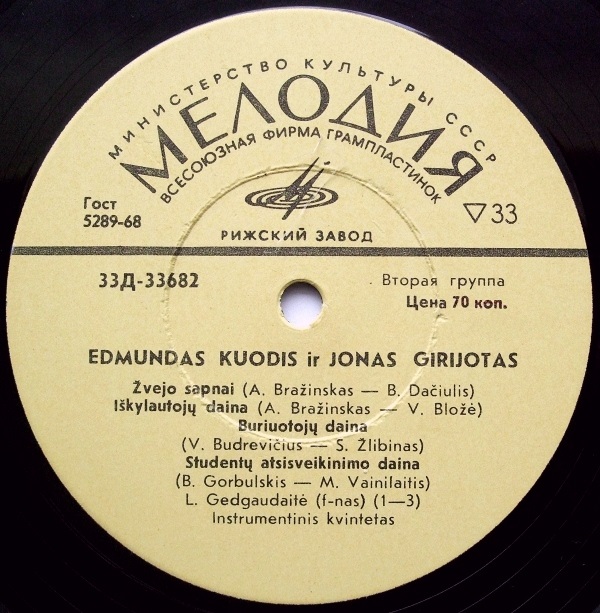 МИНИСТЕРСТВО КУЛЬТУРЫ СССР
МЕЛОДИЯ
ВСЕСОЮЗНАЯ ФИРМА ГРАМПЛАСТИНОК
Гост
5289-68
▽33
РИЖСКИЙ ЗАВОД
33Д-33682
Вторая группа
Цена 70 коп.
EDMUNDAS KUODIS ir JONAS GIRIJOTAS
Žvejo sapnai (A. Bražinskas — B. Dačiulis)
Iškylautojų daina (A. Bražinskas — V. Bložė)
Buriuotojų daina
(V. Budrevičius — S. Žlibinas)
Studentų atsisveikinimo daina
(B. Gorbulskis — M. Vainilaitis)
L. Gedgaudaitė (f-nas) (1—3)
Instrumentinis kvintetas